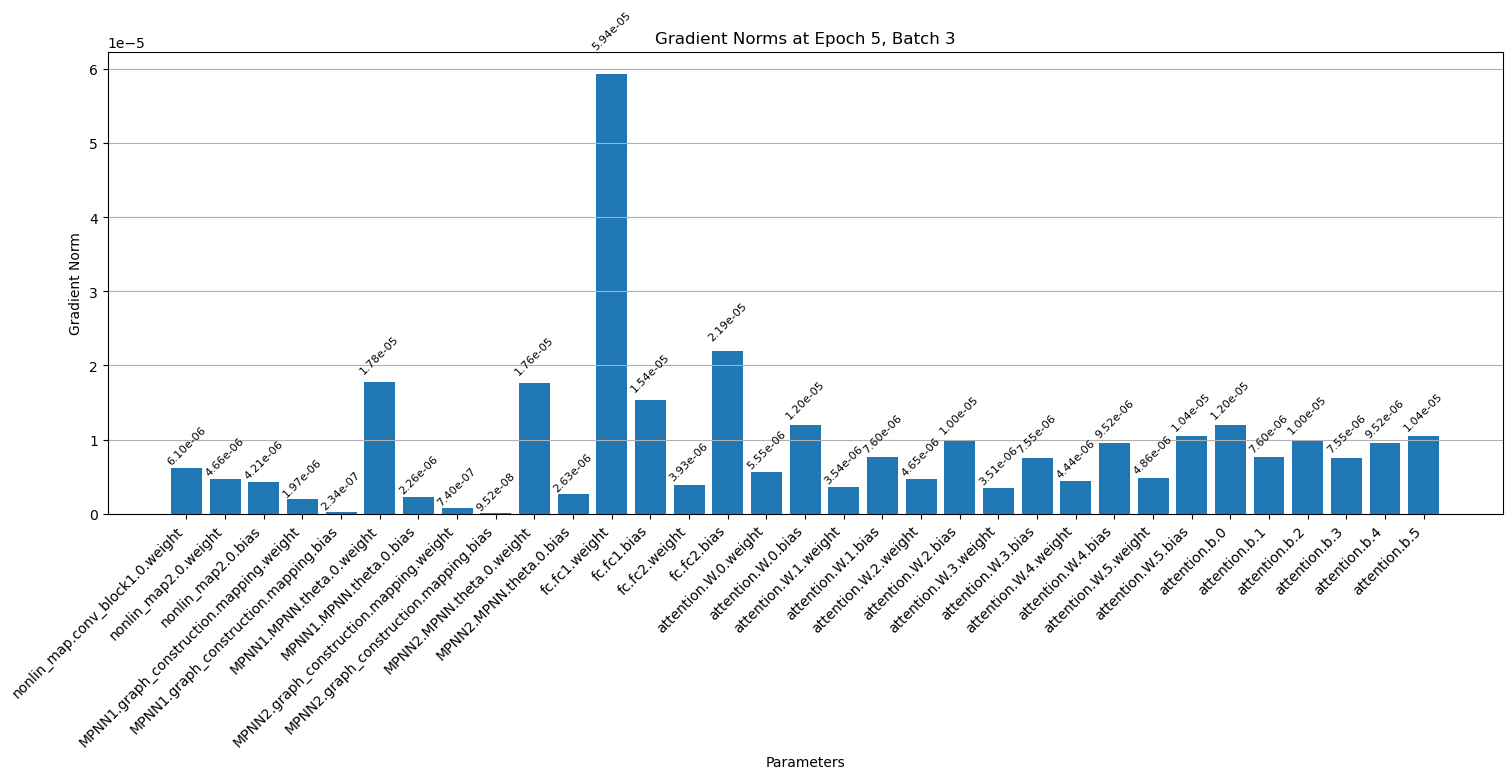 Gradient Norms at Epoch 5, Batch 3
1e−5
6
5
4
3
2
1
0
Gradient Norm
6.10e-06
4.66e-06
4.21e-06
1.97e-06
2.34e-07
1.78e-05
2.26e-06
7.40e-07
9.52e-08
1.76e-05
2.63e-06
5.94e-05
1.54e-05
3.93e-06
2.19e-05
5.55e-06
1.20e-05
3.54e-06
7.60e-06
4.65e-06
1.00e-05
3.51e-06
7.55e-06
4.44e-06
9.52e-06
4.86e-06
1.04e-05
1.20e-05
7.60e-06
1.00e-05
7.55e-06
9.52e-06
1.04e-05
nonlin_map.conv_block1.0.weight
nonlin_map2.0.weight
nonlin_map2.0.bias
MPNN1.graph_construction.mapping.weight
MPNN1.graph_construction.mapping.bias
MPNN1.MPNN.theta.0.weight
MPNN1.MPNN.theta.0.bias
MPNN2.graph_construction.mapping.weight
MPNN2.graph_construction.mapping.bias
MPNN2.MPNN.theta.0.weight
MPNN2.MPNN.theta.0.bias
fc.fc1.weight
fc.fc1.bias
fc.fc2.weight
fc.fc2.bias
attention.W.0.weight
attention.W.0.bias
attention.W.1.weight
attention.W.1.bias
attention.W.2.weight
attention.W.2.bias
attention.W.3.weight
attention.W.3.bias
attention.W.4.weight
attention.W.4.bias
attention.W.5.weight
attention.W.5.bias
attention.b.0
attention.b.1
attention.b.2
attention.b.3
attention.b.4
attention.b.5
Parameters